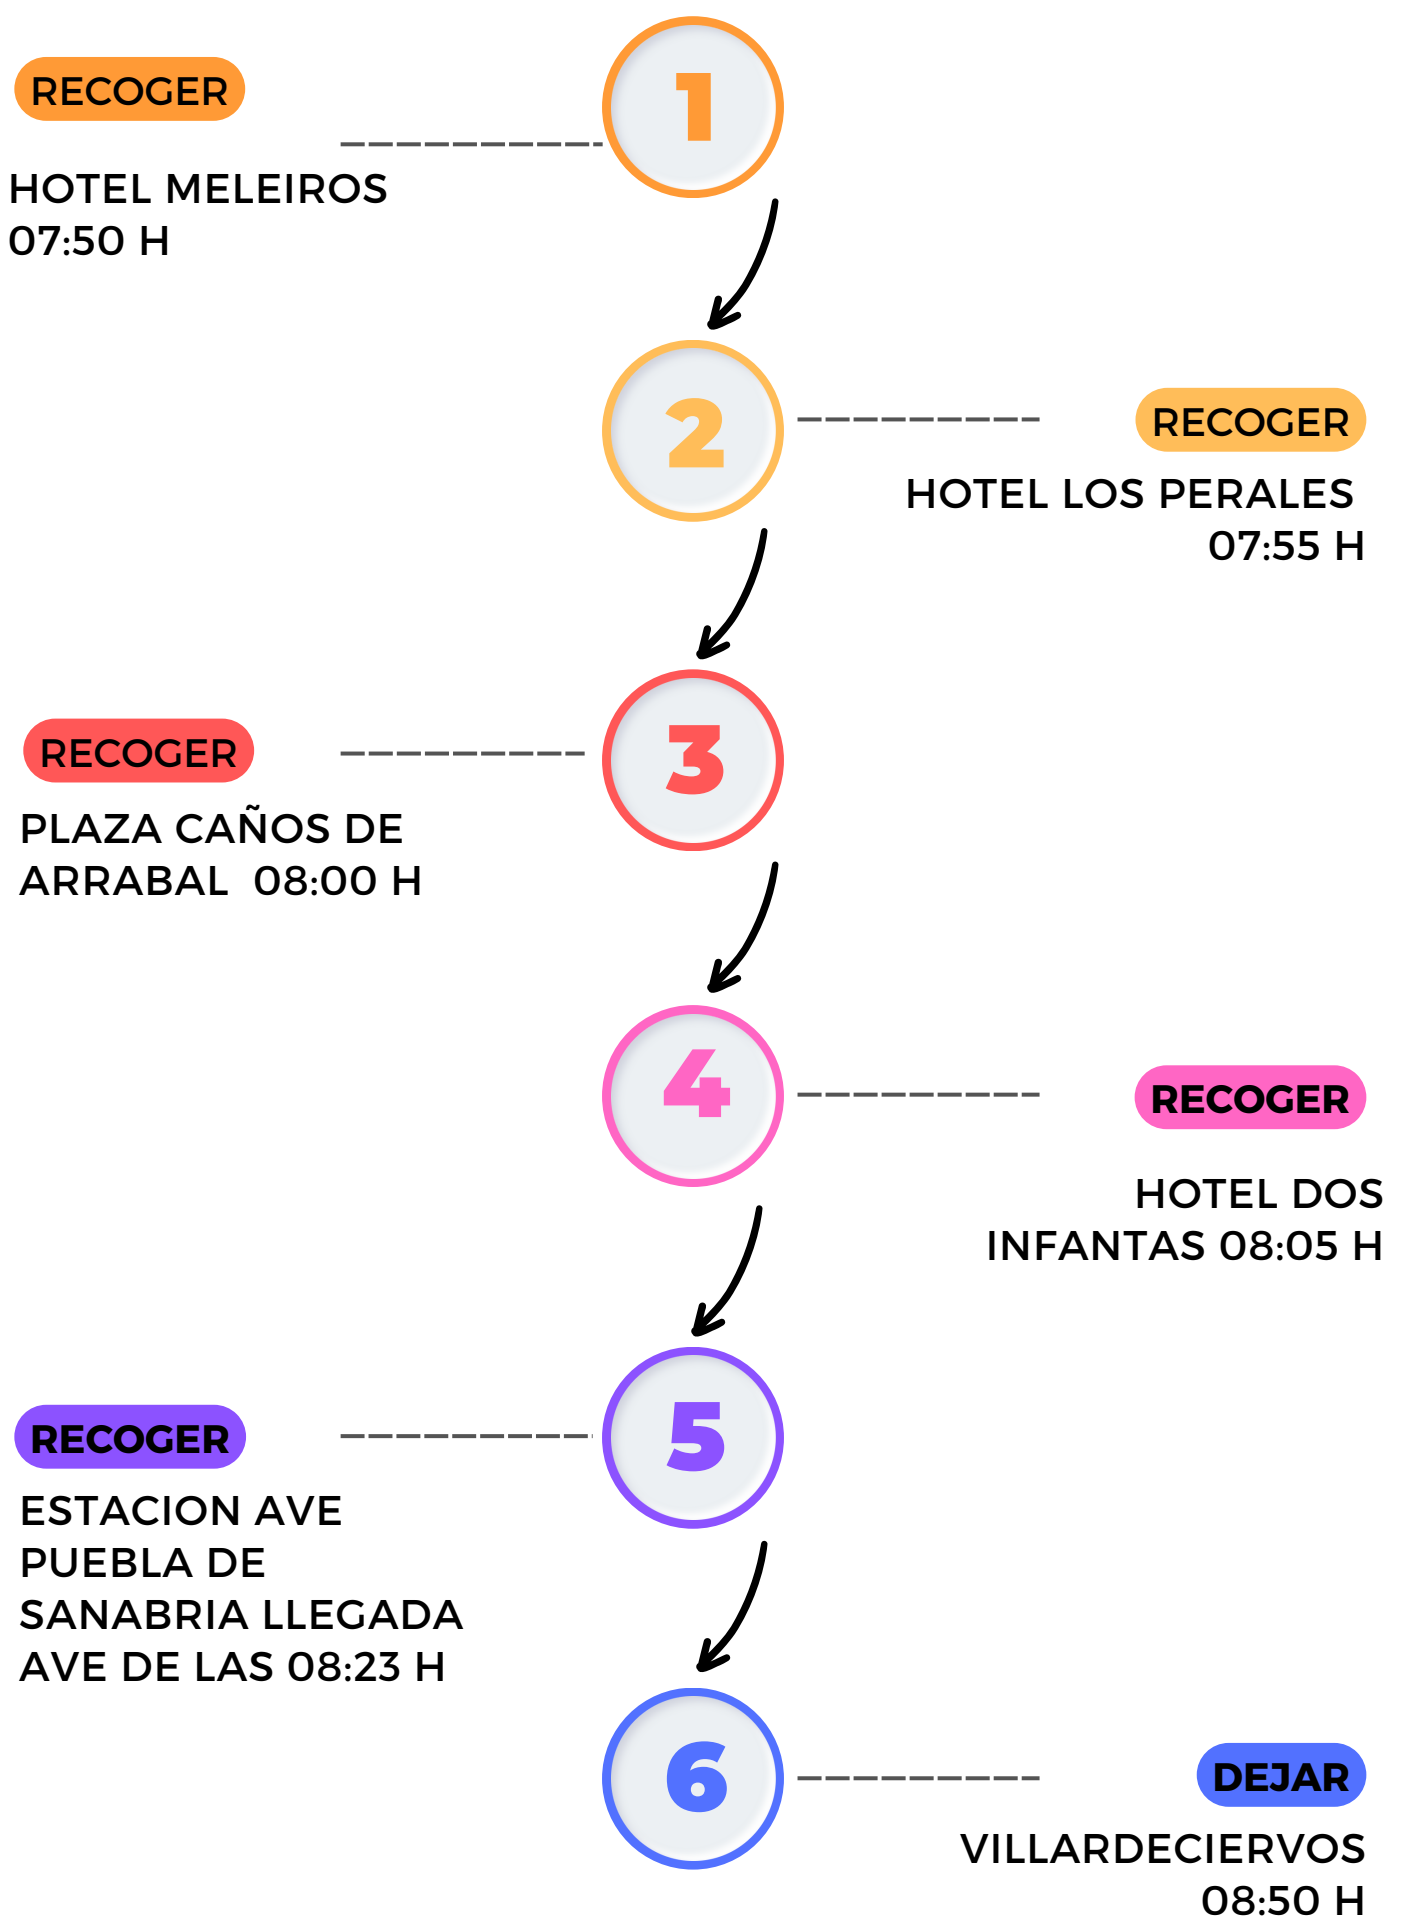 1
RECOGER
HOTEL MELEIROS
07:50 H
2
RECOGER
HOTEL LOS PERALES
07:55 H
3
RECOGER
PLAZA CAÑOS DE
ARRABAL 08:00 H
4
RECOGER
HOTEL DOS
INFANTAS 08:05 H
5
RECOGER
ESTACION AVE
PUEBLA DE
SANABRIA LLEGADA
AVE DE LAS 08:23 H
6
DEJAR
VILLARDECIERVOS
08:50 H